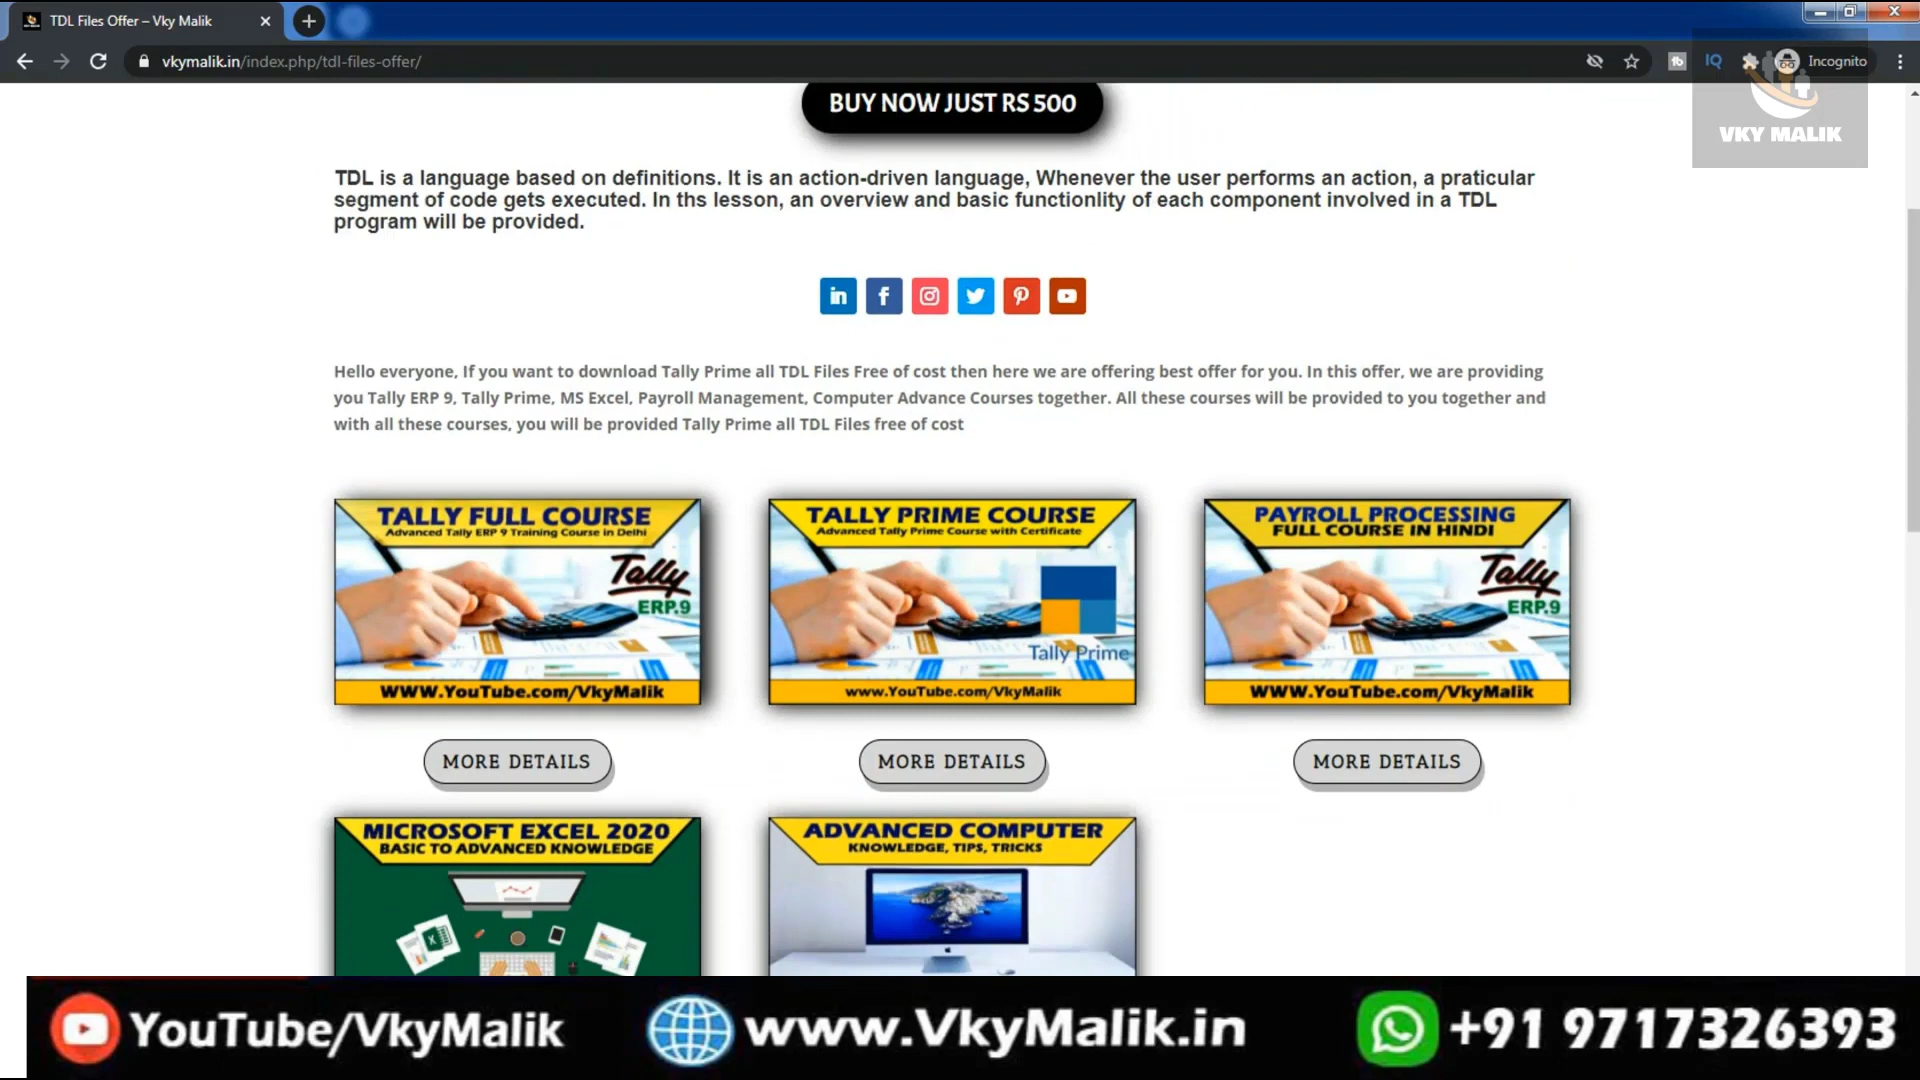 TDL Files Offer – Vky Malik
vkymalik.in/index.php/tdl-files-offer/
Incognito
VKY MALIK
BUY NOW JUST RS 500
TDL is a language based on definitions. It is an action-driven language, Whenever the user performs an action, a praticular
segment of code gets executed. In ths lesson, an overview and basic functionlity of each component involved in a TDL
program will be provided.
Hello everyone, If you want to download Tally Prime all TDL Files Free of cost then here we are offering best offer for you. In this offer, we are providing
you Tally ERP 9, Tally Prime, MS Excel, Payroll Management, Computer Advance Courses together. All these courses will be provided to you together and
with all these courses, you will be provided Tally Prime all TDL Files free of cost
TALLY FULL COURSE
Advanced Tally ERP 9 Training Course in Delhi
Tally
ERP.9
WWW.YouTube.com/VkyMalik
TALLY PRIME COURSE
Advanced Tally Prime Course with Certificate
Tally Prime
www.YouTube.com/VkyMalik
PAYROLL PROCESSING
FULL COURSE IN HINDI
Tally
ERP.9
WWW.YouTube.com/VkyMalik
MORE DETAILS
MORE DETAILS
MORE DETAILS
MICROSOFT EXCEL 2020
BASIC TO ADVANCED KNOWLEDGE
ADVANCED COMPUTER
KNOWLEDGE, TIPS, TRICKS
YouTube/VkyMalik
www.VkyMalik.in
+91 9717326393